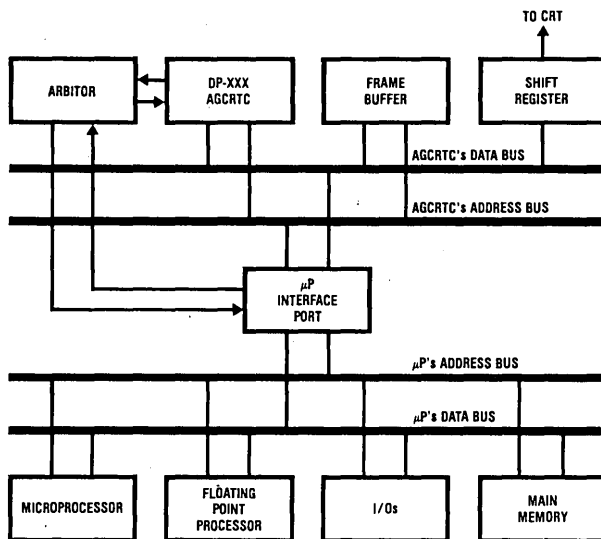 TO CRT
ARBITOR
DP-XXX
AGCRTC
FRAME
BUFFER
SHIFT
REGISTER
AGCRTC's DATA BUS
AGCRTC's ADDRESS BUS
μP
INTERFACE
PORT
μP's ADDRESS BUS
μP's DATA BUS
MICROPROCESSOR
FLOATING
POINT
PROCESSOR
I/Os
MAIN
MEMORY